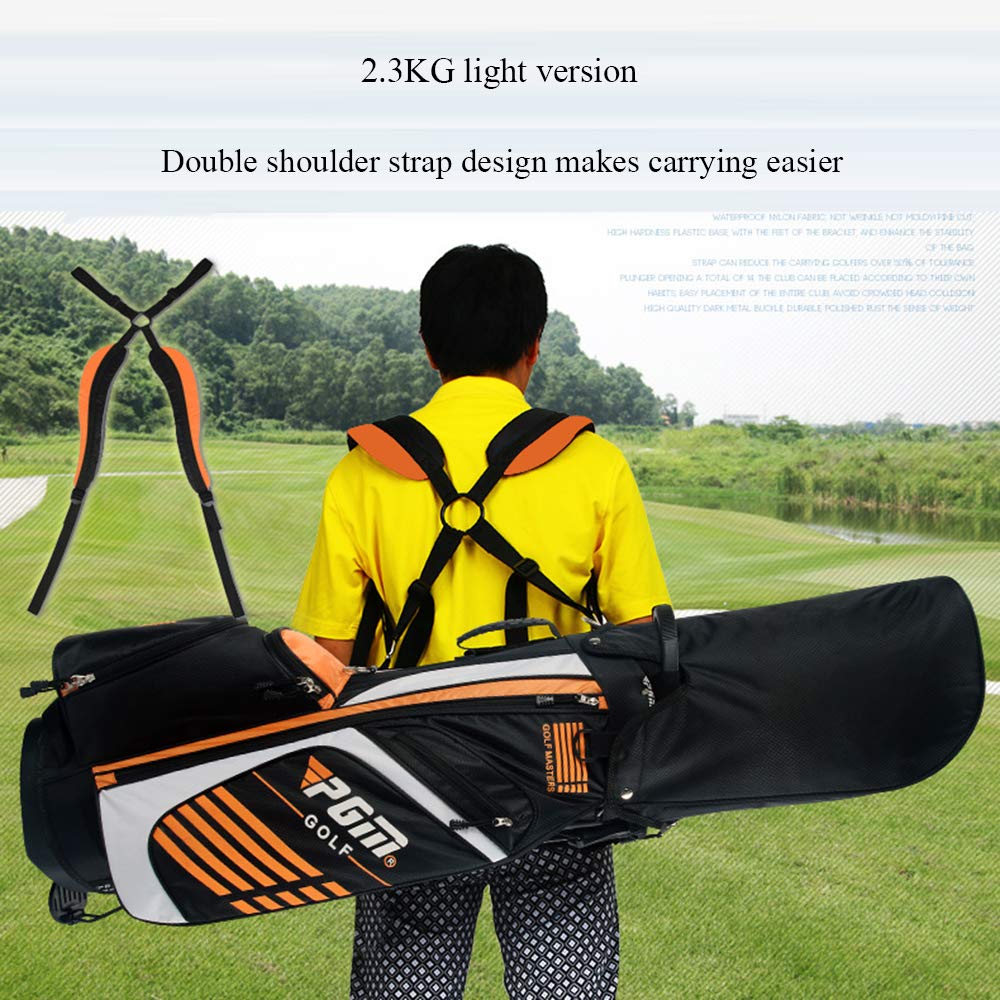 2.3KG light version
Double shoulder strap design makes carrying easier
WATERPROOF NYLON FABRIC, NOT WRINKLE, NOT MOLDY! FINE CUT
HIGH HARDNESS PLASTIC BASE WITH THE FEET OF THE BRACKET, AND ENHANCE THE STABILITY
OF THE BAG.
STRAP CAN REDUCE THE CARRYING GOLFERS OVER 50% OF TOLERANCE
PLUNGER OPENING A TOTAL OF 14. THE CLUB CAN BE PLACED ACCORDING TO THEIR OWN
HABITS, EASY PLACEMENT OF THE ENTIRE CLUB, AVOID CROWDED HEAD COLLISION!
HIGH QUALITY DARK METAL BUCKLE, DURABLE POLISHED RUST THE SENSE OF WEIGHT
PGM
GOLF MASTERS
PGM®
GOLF